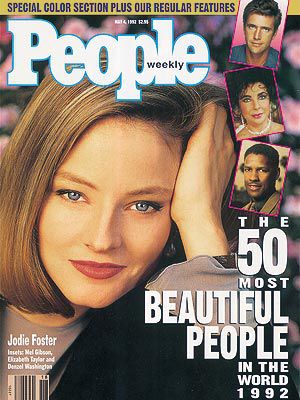 SPECIAL COLOR SECTION PLUS OUR REGULAR FEATURES
MAY 4, 1992 $2.95
People
weekly
THE
50
MOST
BEAUTIFUL
PEOPLE
IN THE
WORLD
1992
Jodie Foster
Insets: Mel Gibson,
Elizabeth Taylor and
Denzel Washington